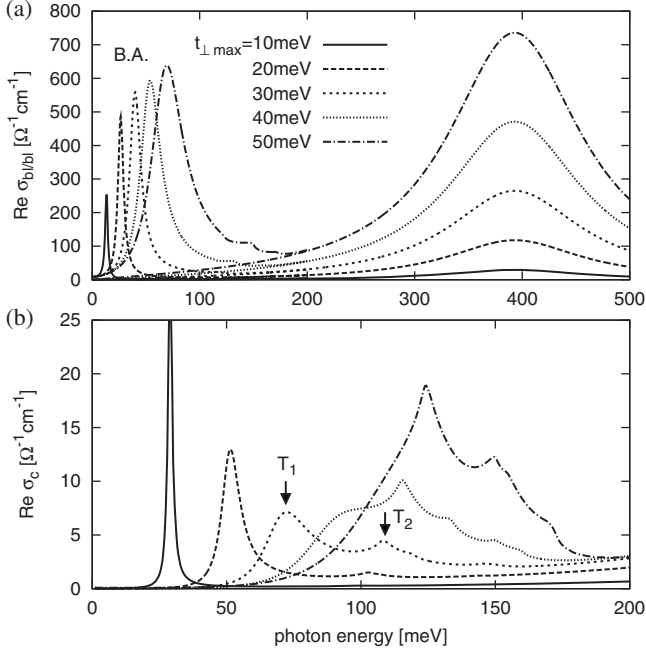 (a)
800
700
600
500
400
300
200
100
0
Re σbl/bl [Ω-1cm-1]
B.A.
t⊥ max=10meV
20meV
30meV
40meV
50meV
0 100 200 300 400 500
(b)
25
20
15
10
5
0
Re σc [Ω-1cm-1]
T1
T2
0 50 100 150 200
photon energy [meV]